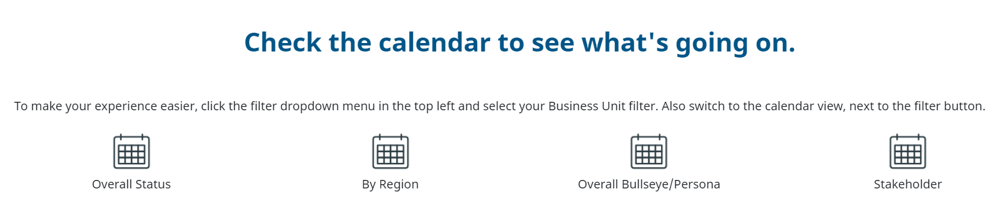 Check the calendar to see what's going on.
To make your experience easier, click the filter dropdown menu in the top left and select your Business Unit filter. Also switch to the calendar view, next to the filter button.
Overall Status
By Region
Overall Bullseye/Persona
Stakeholder